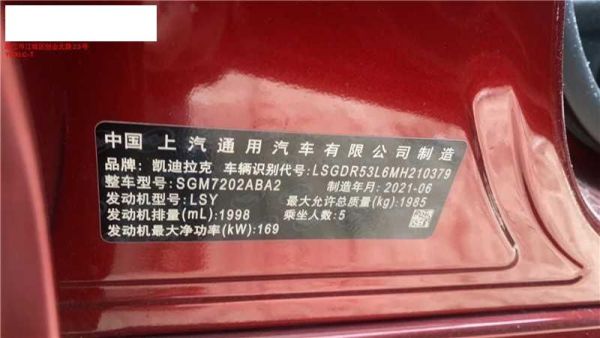 中国 上汽通用汽车有限公司制造
品牌: 凯迪拉克 车辆识别代号: LSGDR53L6MH210379
整车型号: SGM7202ABA2 制造年月: 2021-06
发动机型号: LSY 最大允许总质量(kg): 1985
发动机排量(mL): 1998 乘坐人数: 5
发动机最大净功率(kW): 169